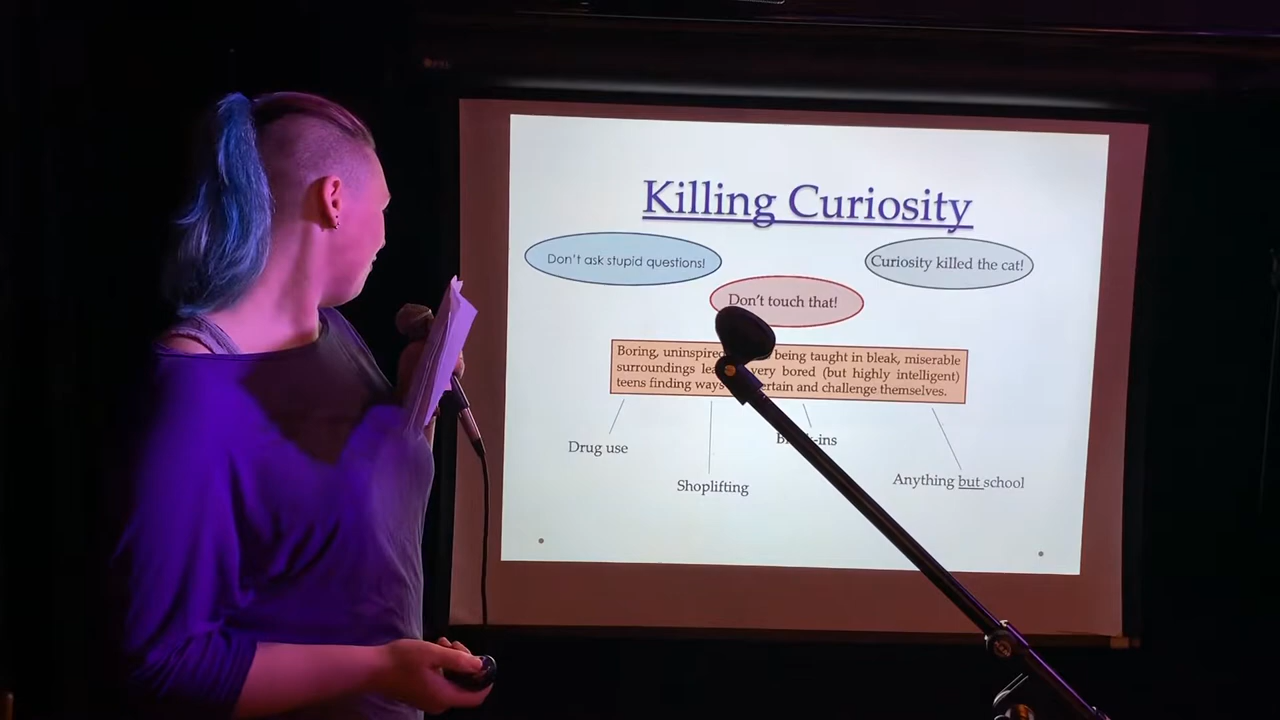 Killing Curiosity
Don't ask stupid questions!
Curiosity killed the cat!
Don't touch that!
Boring, uninspired being taught in bleak, miserable
surroundings very bored (but highly intelligent)
teens finding ways and challenge themselves.
Drug use
Shoplifting
Anything but school